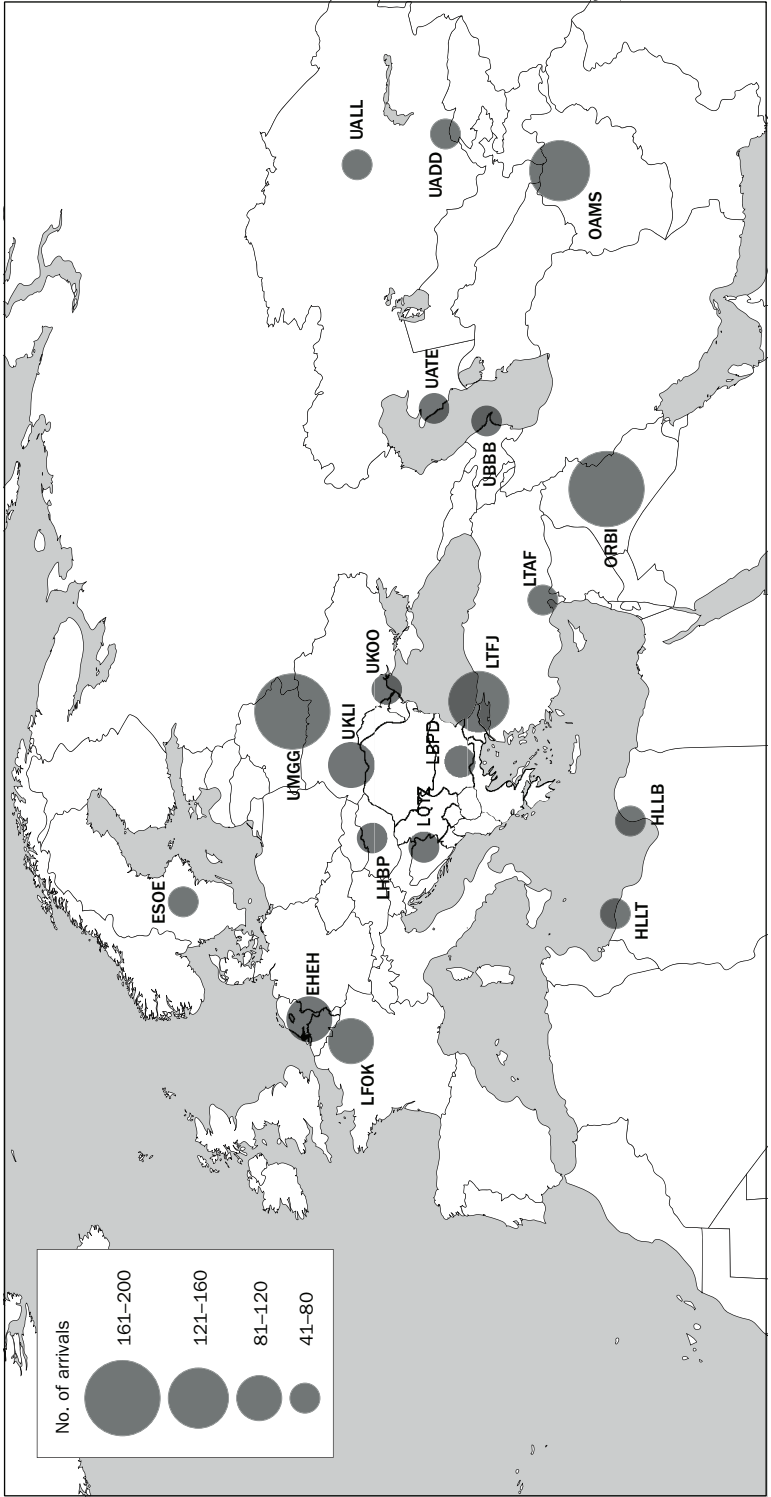 No. of arrivals
161–200
121–160
81–120
41–80
ESOE
EHEH
LFOK
UMGG
UKLI
UKOO
LHBP
LQTZ
LBPD
LTFJ
LTAF
HLLT
HLLB
ORBI
UBBB
UATE
UALL
UADD
OAMS